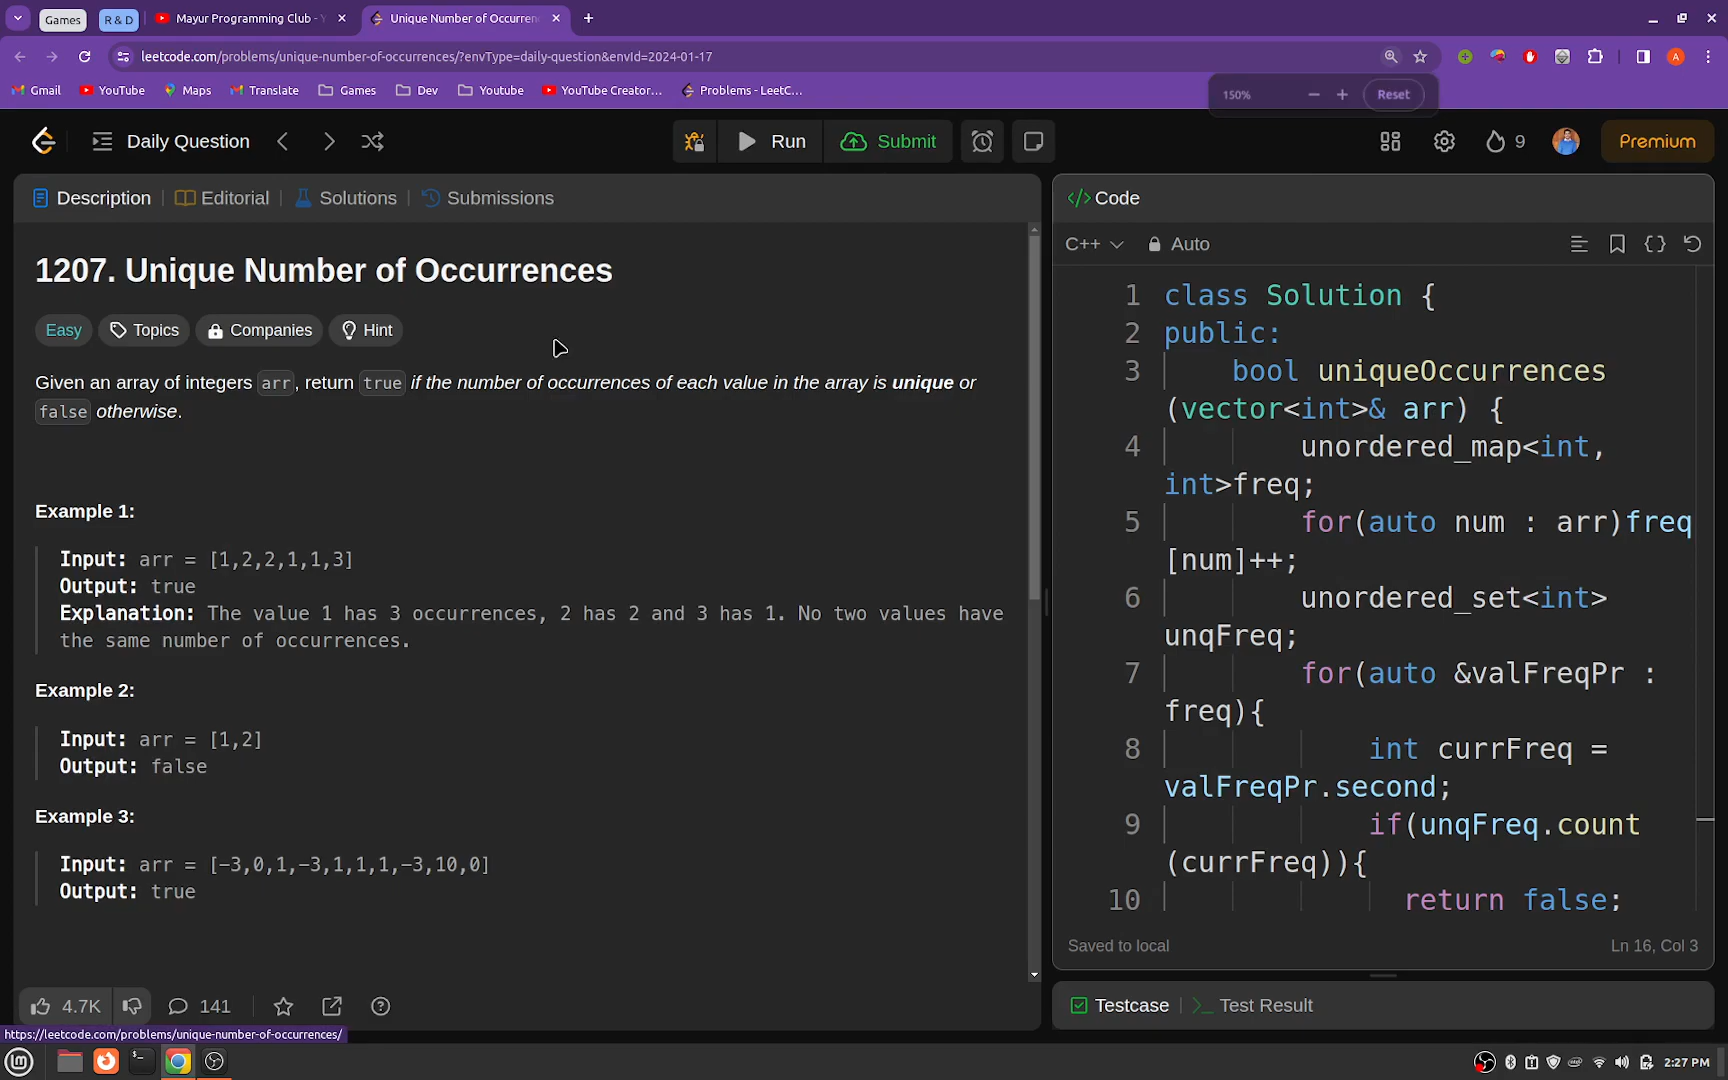 Games
R & D
Mayur Programming Club - Y
Unique Number of Occurren
leetcode.com/problems/unique-number-of-occurrences/?envType=daily-question&envId=2024-01-17
Gmail
YouTube
Maps
Translate
Games
Dev
Youtube
YouTube Creator...
Problems - LeetC...
150%
Reset
Daily Question
Run
Submit
9
Premium
Description
Editorial
Solutions
Submissions
1207. Unique Number of Occurrences
Easy
Topics
Companies
Hint
Given an array of integers arr, return true if the number of occurrences of each value in the array is unique or
false otherwise.
Example 1:
Input: arr = [1,2,2,1,1,3]
Output: true
Explanation: The value 1 has 3 occurrences, 2 has 2 and 3 has 1. No two values have
the same number of occurrences.
Example 2:
Input: arr = [1,2]
Output: false
Example 3:
Input: arr = [-3,0,1,-3,1,1,1,-3,10,0]
Output: true
4.7K
141
https://leetcode.com/problems/unique-number-of-occurrences/
</> Code
C++
Auto
1 class Solution {
2 public:
3 bool uniqueOccurrences
(vector<int>& arr) {
4 unordered_map<int,
int>freq;
5 for(auto num : arr)freq
[num]++;
6 unordered_set<int>
unqFreq;
7 for(auto &valFreqPr :
freq){
8 int currFreq =
valFreqPr.second;
9 if(unqFreq.count
(currFreq)){
10 return false;
Saved to local
Ln 16, Col 3
Testcase
Test Result
2:27 PM